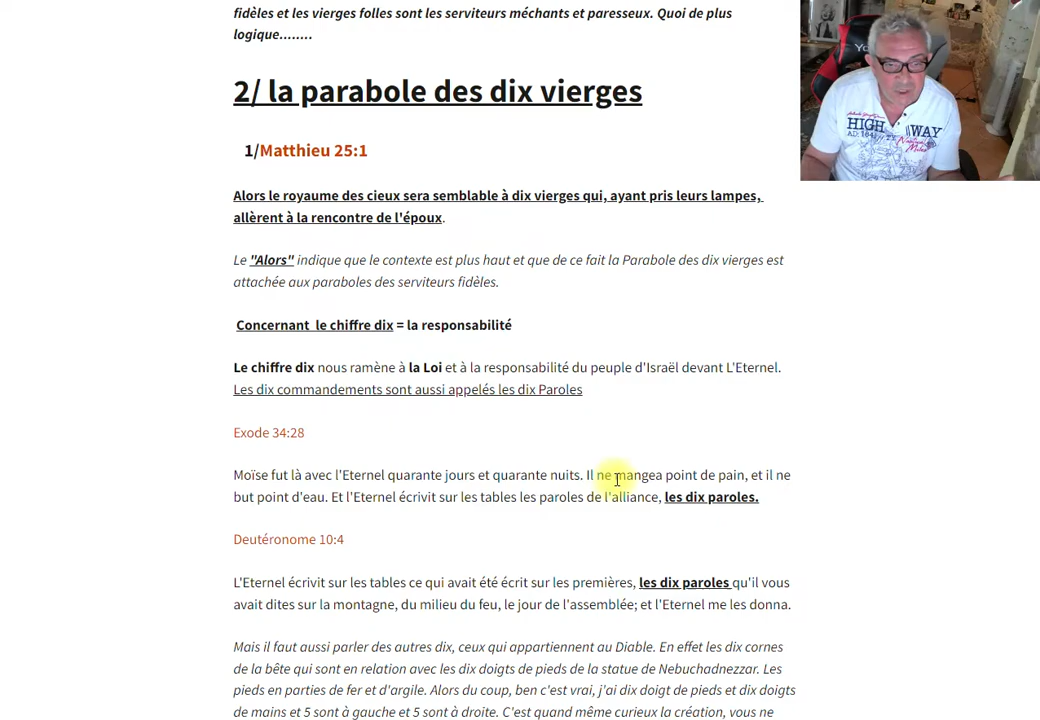 fidèles et les vierges folles sont les serviteurs méchants et paresseux. Quoi de plus
logique........
2/ la parabole des dix vierges
1/Matthieu 25:1
Alors le royaume des cieux sera semblable à dix vierges qui, ayant pris leurs lampes,
allèrent à la rencontre de l'époux.
Le "Alors" indique que le contexte est plus haut et que de ce fait la Parabole des dix vierges est
attachée aux paraboles des serviteurs fidèles.
Concernant le chiffre dix = la responsabilité
Le chiffre dix nous ramène à la Loi et à la responsabilité du peuple d'Israël devant L'Eternel.
Les dix commandements sont aussi appelés les dix Paroles
Exode 34:28
Moïse fut là avec l'Eternel quarante jours et quarante nuits. Il ne mangea point de pain, et il ne
but point d'eau. Et l'Eternel écrivit sur les tables les paroles de l'alliance, les dix paroles.
Deutéronome 10:4
L'Eternel écrivit sur les tables ce qui avait été écrit sur les premières, les dix paroles qu'il vous
avait dites sur la montagne, du milieu du feu, le jour de l'assemblée; et l'Eternel me les donna.
Mais il faut aussi parler des autres dix, ceux qui appartiennent au Diable. En effet les dix cornes
de la bête qui sont en relation avec les dix doigts de pieds de la statue de Nebuchadnezzar. Les
pieds en parties de fer et d'argile. Alors du coup, ben c'est vrai, j'ai dix doigt de pieds et dix doigts
de mains et 5 sont à gauche et 5 sont à droite. C'est quand même curieux la création, vous ne
HIGH WAY